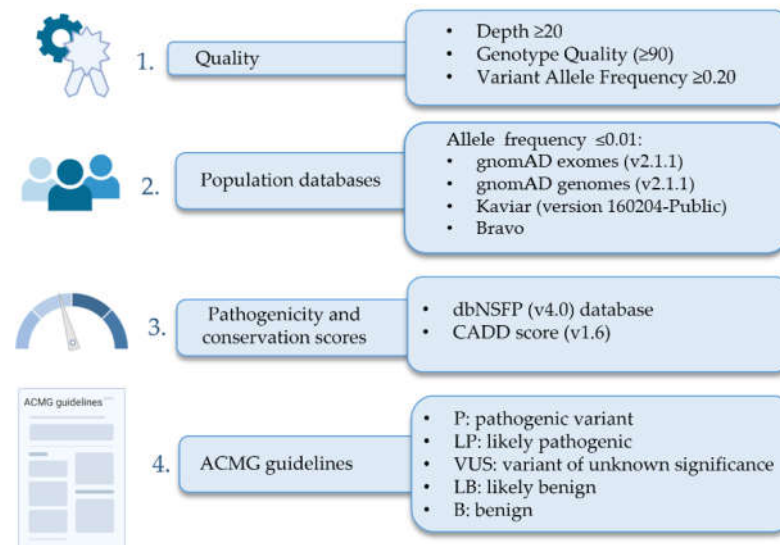 1.
Quality
• Depth ≥20
• Genotype Quality (≥90)
• Variant Allele Frequency ≥0.20
2.
Population databases
Allele frequency ≤0.01:
• gnomAD exomes (v2.1.1)
• gnomAD genomes (v2.1.1)
• Kaviar (version 160204-Public)
• Bravo
3.
Pathogenicity and
conservation scores
• dbNSFP (v4.0) database
• CADD score (v1.6)
ACMG guidelines
4.
ACMG guidelines
• P: pathogenic variant
• LP: likely pathogenic
• VUS: variant of unknown significance
• LB: likely benign
• B: benign